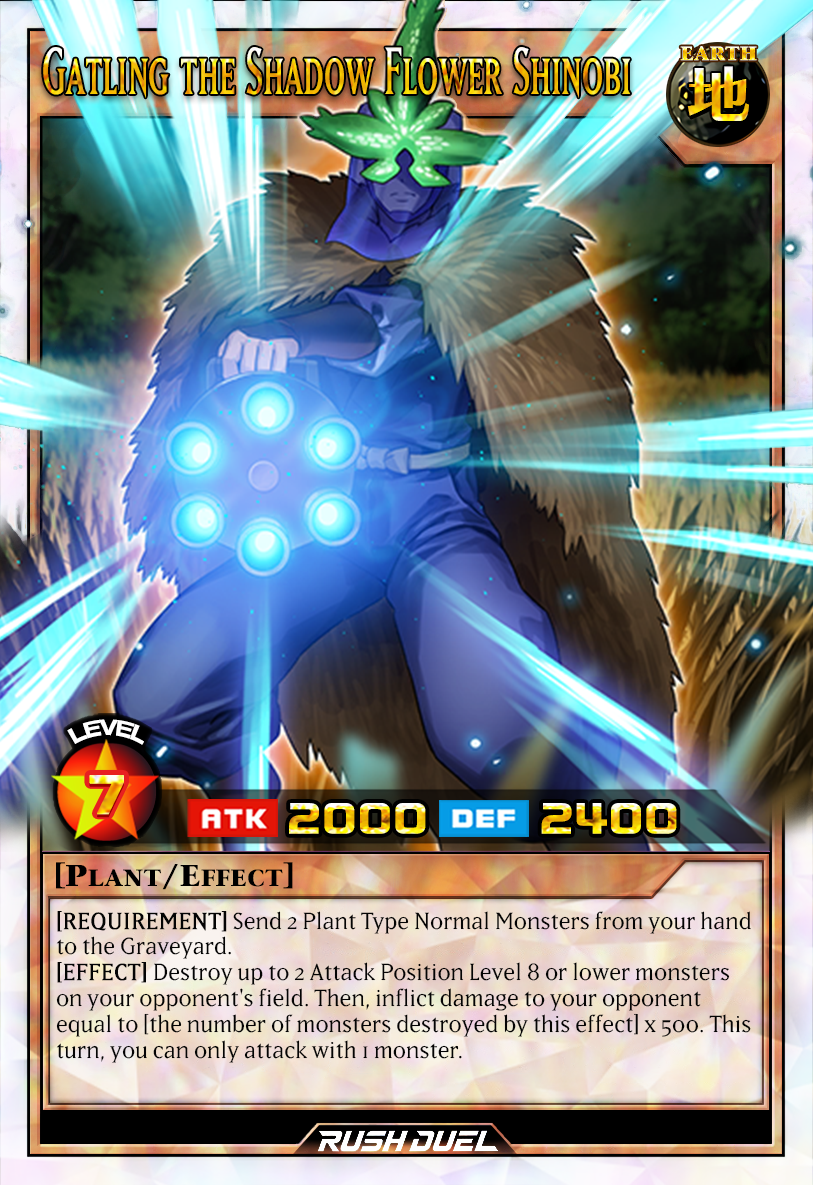 GATLING THE SHADOW FLOWER SHINOBI
EARTH
地
LEVEL
7
ATK 2000 DEF 2400
[PLANT/EFFECT]
[REQUIREMENT] Send 2 Plant Type Normal Monsters from your hand
to the Graveyard.
[EFFECT] Destroy up to 2 Attack Position Level 8 or lower monsters
on your opponent's field. Then, inflict damage to your opponent
equal to [the number of monsters destroyed by this effect] x 500. This
turn, you can only attack with 1 monster.
RUSH DUEL